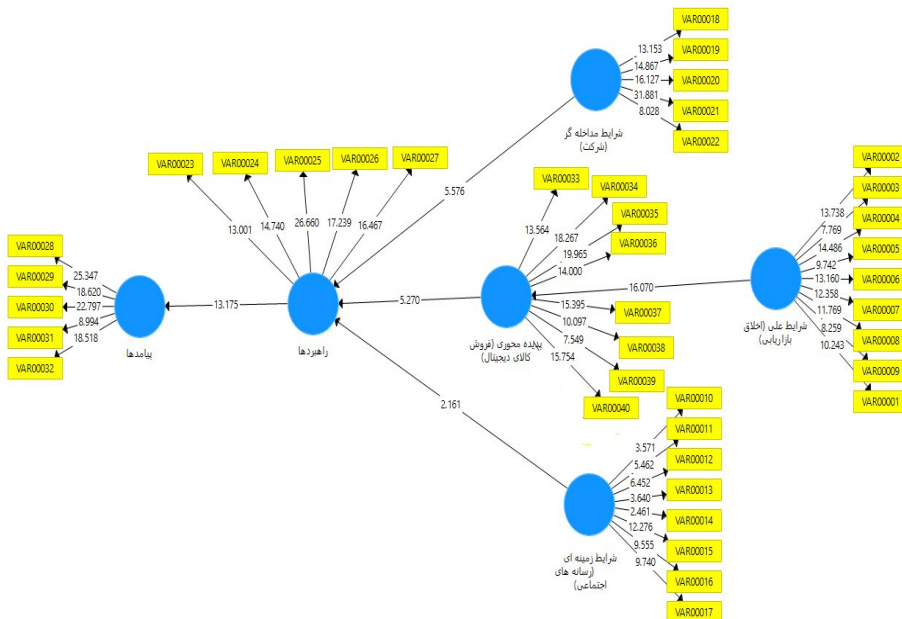 VAR00018
13.153
VAR00019
14.867
VAR00020
16.127
31.881
VAR00021
8.028
VAR00022
شرایط مداخله گر
(شرکت)
5.576
VAR00023
VAR00024
VAR00025
VAR00026
VAR00027
13.001
14.740
26.660
17.239
16.467
راهبردها
VAR00028
VAR00029
VAR00030
VAR00031
VAR00032
25.347
18.620
22.797
8.994
18.518
پیامدها
13.175
5.270
VAR00033
VAR00034
VAR00035
VAR00036
VAR00037
VAR00038
VAR00039
VAR00040
13.564
18.267
19.965
14.000
15.395
10.097
7.549
15.754
پدیده محوری (فروش
کالای دیجیتال)
16.070
VAR00002
VAR00003
VAR00004
VAR00005
VAR00006
VAR00007
VAR00008
VAR00009
VAR00001
13.738
7.769
14.486
9.742
13.160
12.358
11.769
8.259
10.243
شرایط علی (اخلاق
بازاریابی)
2.161
VAR00010
VAR00011
VAR00012
VAR00013
VAR00014
VAR00015
VAR00016
VAR00017
3.571
5.462
6.452
3.640
2.461
12.276
9.555
9.740
شرایط زمینه ای
(رسانه های
اجتماعی)